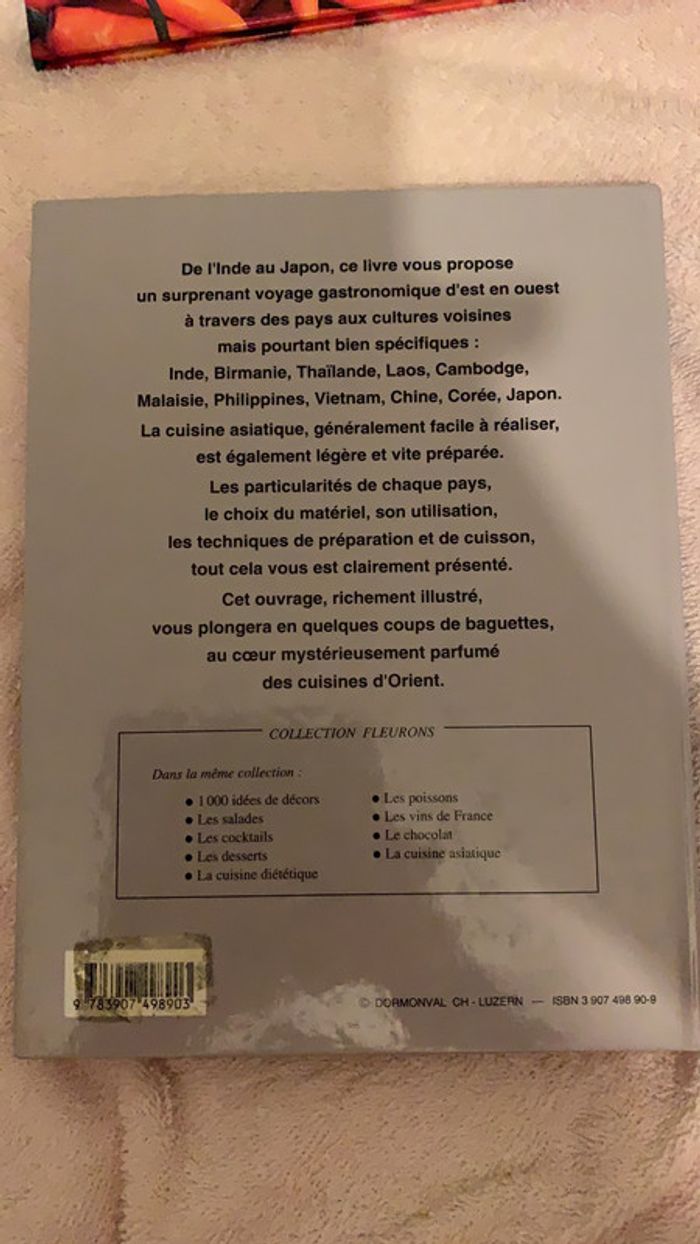 De l'Inde au Japon, ce livre vous propose
un surprenant voyage gastronomique d'est en ouest
à travers des pays aux cultures voisines
mais pourtant bien spécifiques :
Inde, Birmanie, Thaïlande, Laos, Cambodge,
Malaisie, Philippines, Vietnam, Chine, Corée, Japon.
La cuisine asiatique, généralement facile à réaliser,
est également légère et vite préparée.
Les particularités de chaque pays,
le choix du matériel, son utilisation,
les techniques de préparation et de cuisson,
tout cela vous est clairement présenté.
Cet ouvrage, richement illustré,
vous plongera en quelques coups de baguettes,
au cœur mystérieusement parfumé
des cuisines d'Orient.
COLLECTION FLEURONS
Dans la même collection :
• 1 000 idées de décors
• Les salades
• Les cocktails
• Les desserts
• La cuisine diététique
• Les poissons
• Les vins de France
• Le chocolat
• La cuisine asiatique
9 783907 498903
© DORMONVAL CH - LUZERN — ISBN 3 907 498 90-9